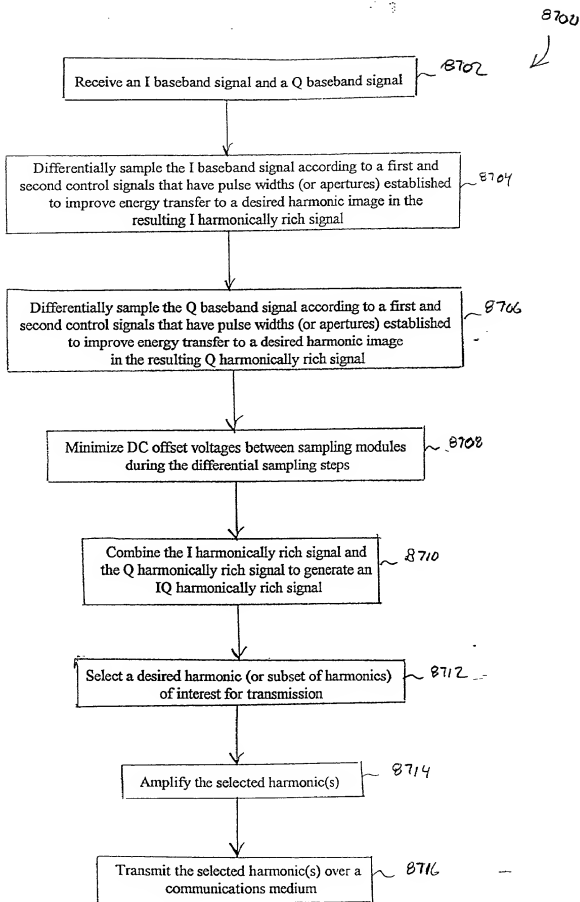 8700
Receive an I baseband signal and a Q baseband signal
8702
Differentially sample the I baseband signal according to a first and
second control signals that have pulse widths (or apertures) established
to improve energy transfer to a desired harmonic image in the
resulting I harmonically rich signal
8704
Differentially sample the Q baseband signal according to a first and
second control signals that have pulse widths (or apertures) established
to improve energy transfer to a desired harmonic image
in the resulting Q harmonically rich signal
8706
Minimize DC offset voltages between sampling modules
during the differential sampling steps
8708
Combine the I harmonically rich signal and
the Q harmonically rich signal to generate an
IQ harmonically rich signal
8710
Select a desired harmonic (or subset of harmonics)
of interest for transmission
8712
Amplify the selected harmonic(s)
8714
Transmit the selected harmonic(s) over a
communications medium
8716